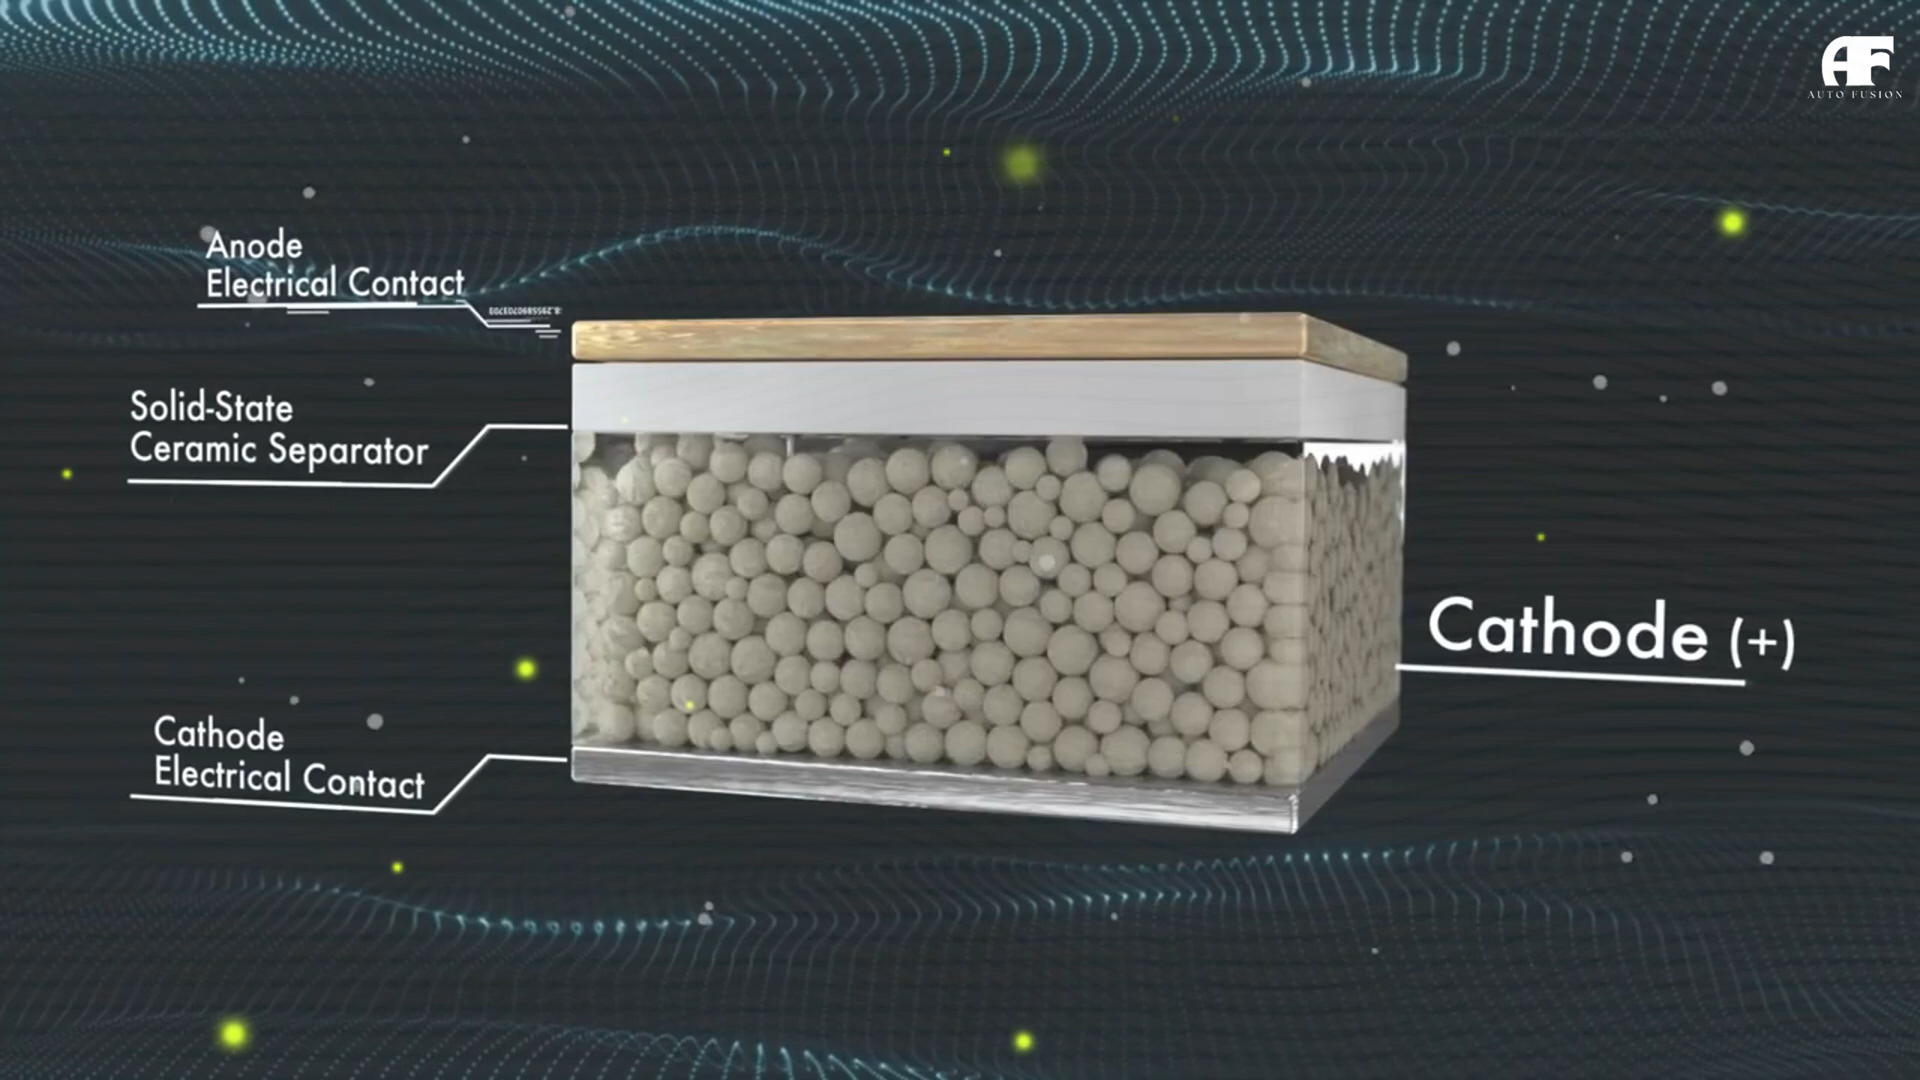 AF
AUTO FUSION
Anode
Electrical Contact
Solid-State
Ceramic Separator
Cathode
Electrical Contact
Cathode (+)